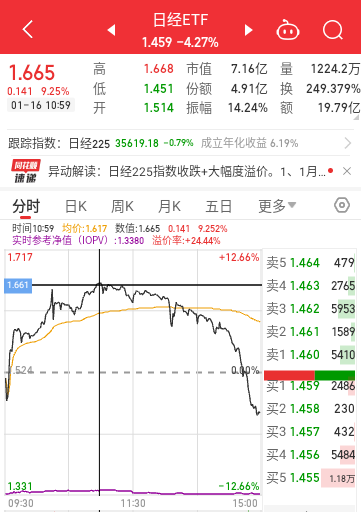 日经ETF
1.459 -4.27%
1.665
0.141 9.25%
01-16 10:59
高 1.668 市值 7.16亿 量 1224.2万
低 1.451 份额 4.91亿 换 249.379%
开 1.514 振幅 14.24% 额 19.79亿
跟踪指数：日经225 35619.18 -0.79% 成立年化收益 6.19%
同花顺
速递 异动解读：日经225指数收跌+大幅度溢价。1、1月...
分时 日K 周K 月K 五日 更多
时间10:59 均价:1.617 数值:1.665 0.141 9.252%
实时参考净值（IOPV）:1.3380 溢价率:+24.44%
1.717 +12.66%
1.661
1.524 0.00%
1.331 -12.66%
09:30 11:30 15:00
卖5 1.464 479
卖4 1.463 2765
卖3 1.462 5953
卖2 1.461 1589
卖1 1.460 5410
买1 1.459 2486
买2 1.458 230
买3 1.457 432
买4 1.456 5484
买5 1.455 1.18万